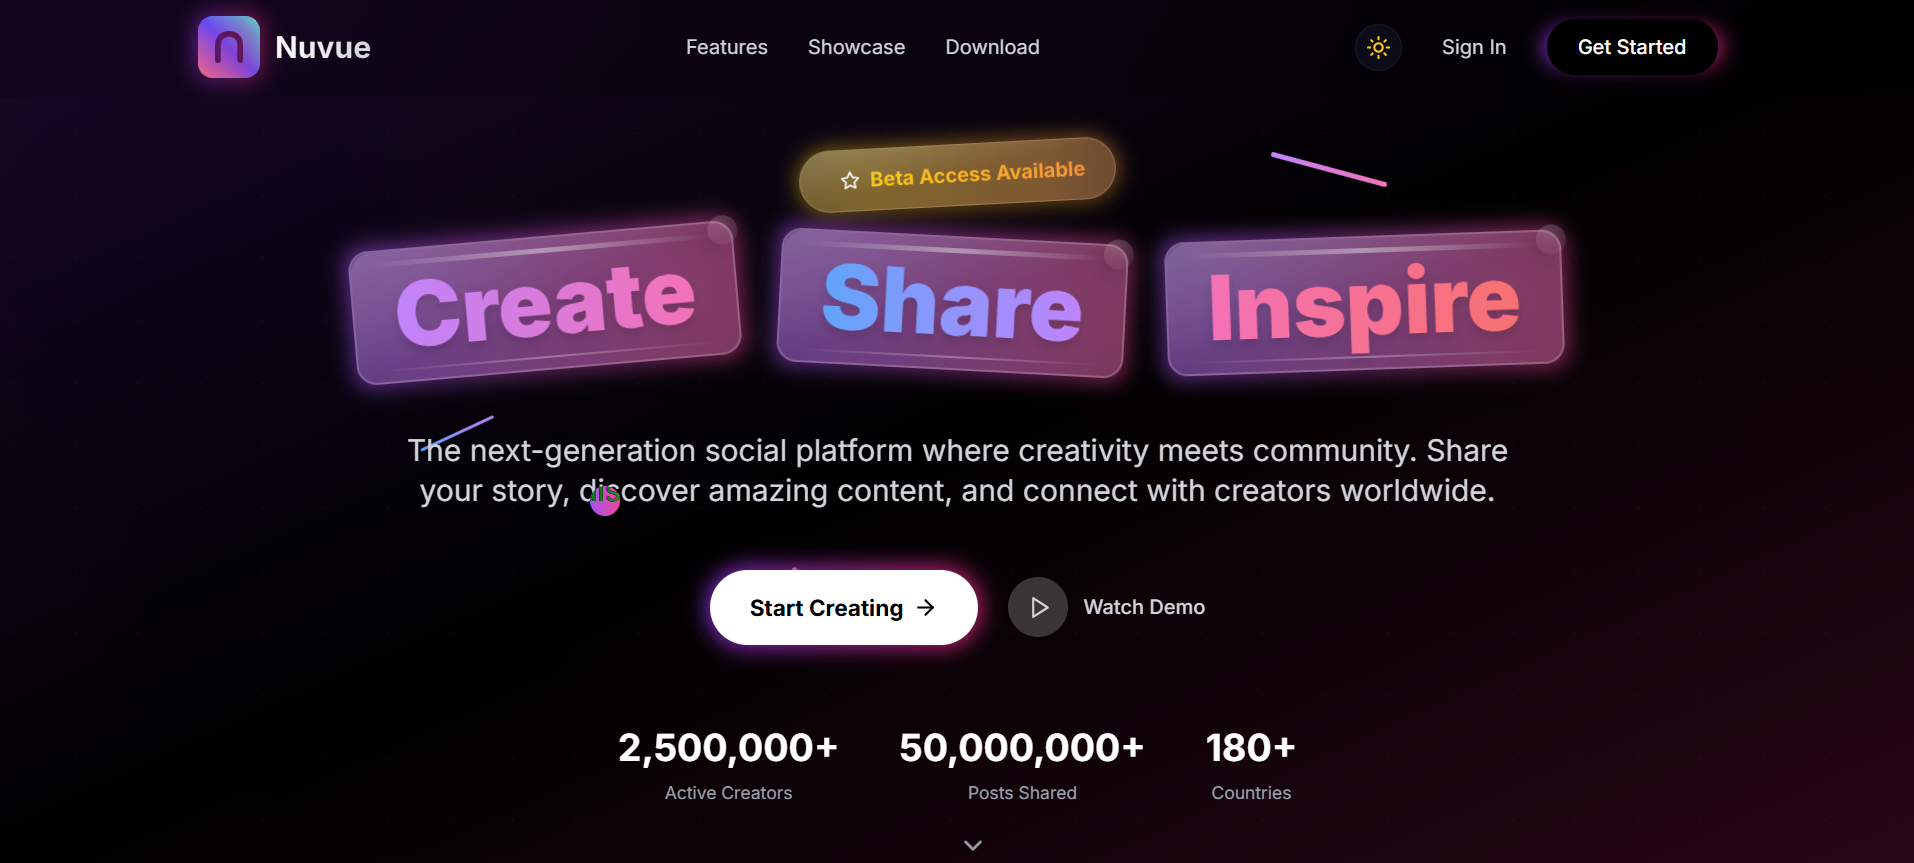 Nuvue
Features
Showcase
Download
Sign In
Get Started
Beta Access Available
Create
Share
Inspire
The next-generation social platform where creativity meets community. Share
your story, discover amazing content, and connect with creators worldwide.
Start Creating
Watch Demo
2,500,000+
50,000,000+
180+
Active Creators
Posts Shared
Countries